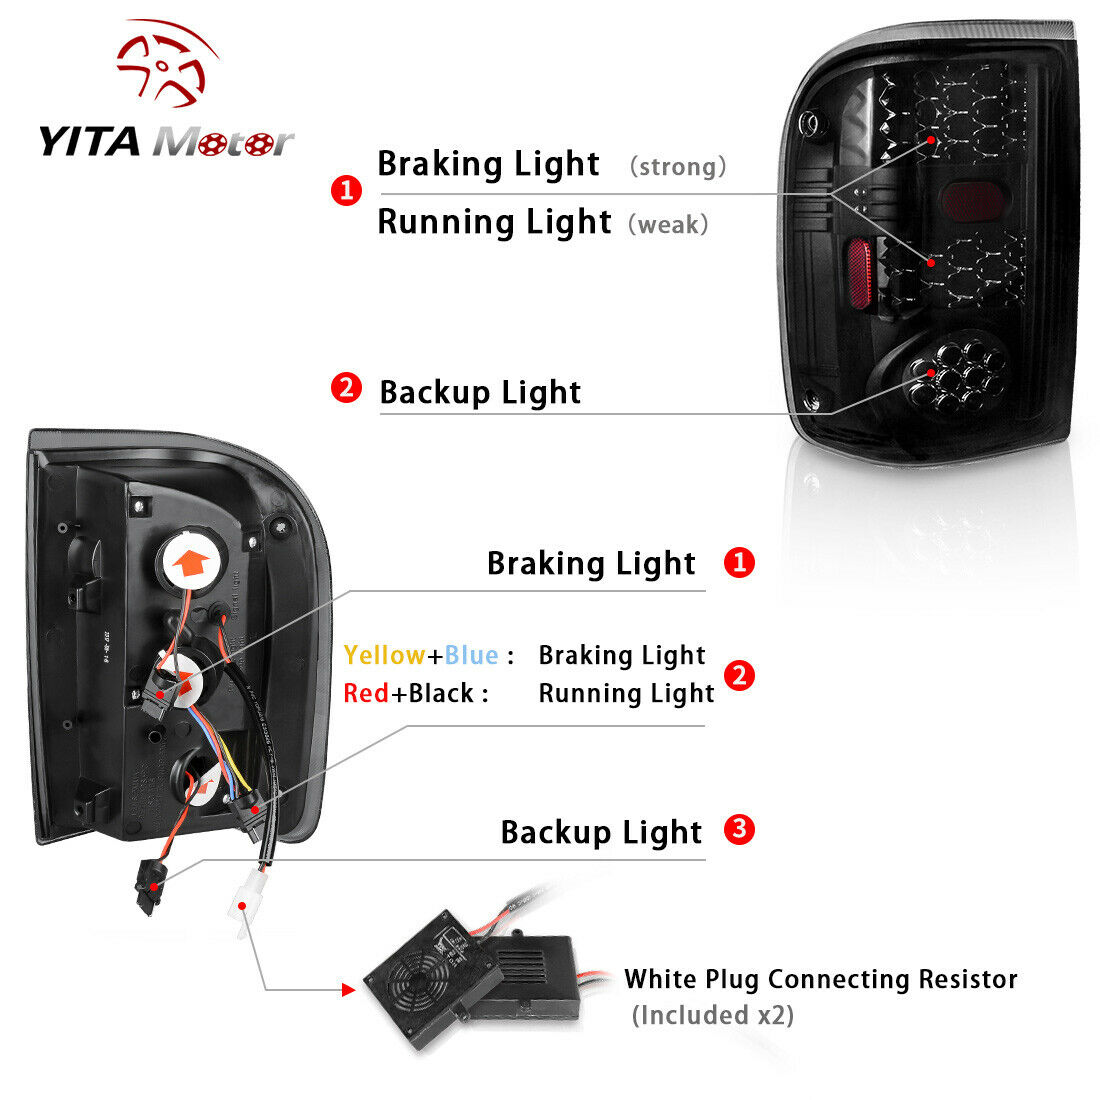 YITA Motor
1
Braking Light (strong)
Running Light (weak)
2
Backup Light
Braking Light 1
Yellow+Blue : Braking Light
Red+Black : Running Light
2
Backup Light 3
White Plug Connecting Resistor
(Included x2)